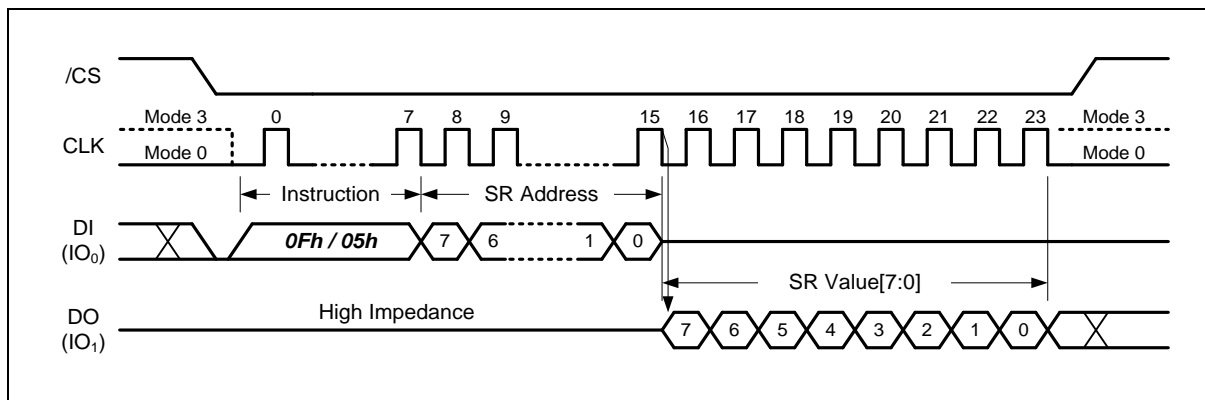 /CS
Mode 3 0 7 8 9 15 16 17 18 19 20 21 22 23 Mode 3
CLK
Mode 0 Mode 0
Instruction SR Address
DI
(IO₀)
0Fh / 05h 7 6 1 0
SR Value[7:0]
High Impedance
DO
(IO₁)
7 6 5 4 3 2 1 0